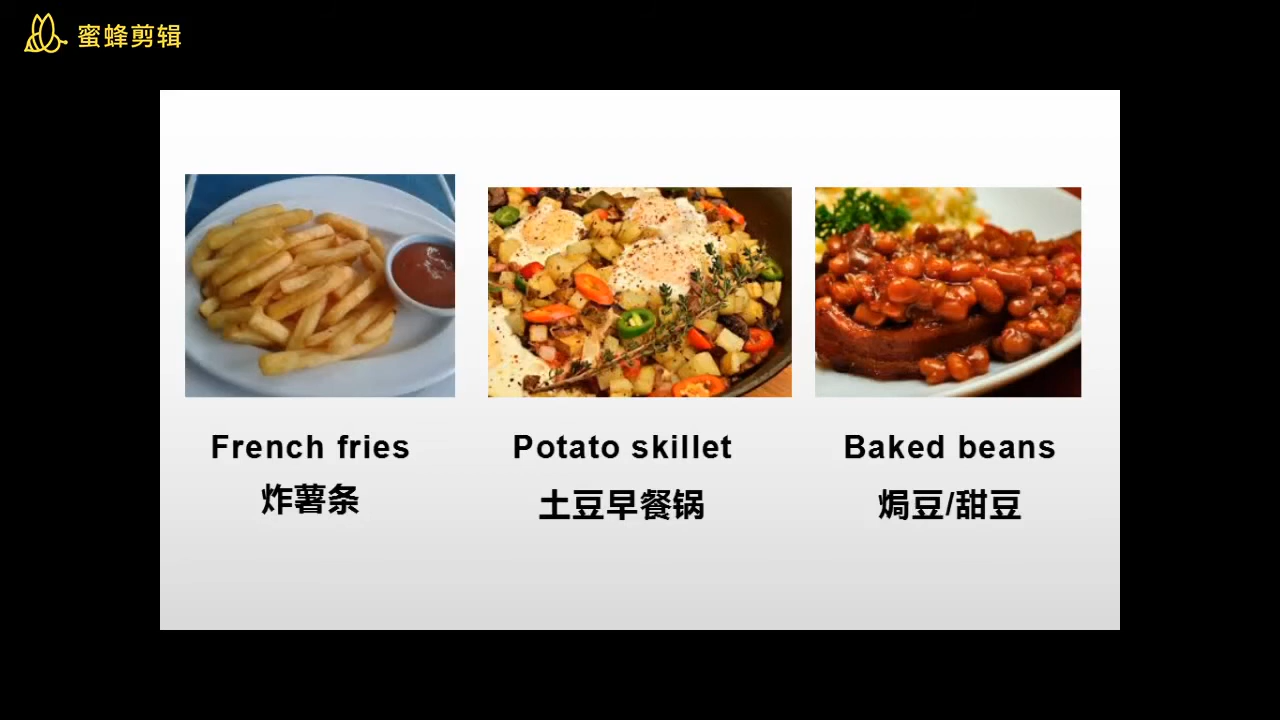 蜜蜂剪辑
French fries
Potato skillet
Baked beans
炸薯条
土豆早餐锅
焗豆/甜豆